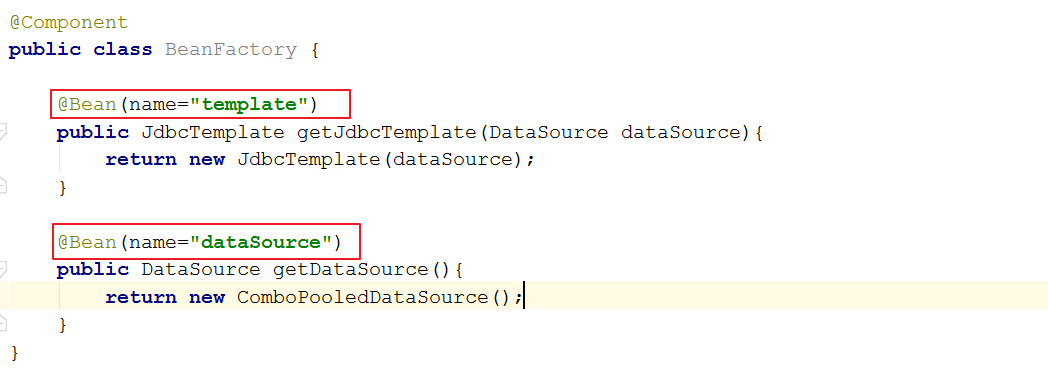 @Component
public class BeanFactory {
@Bean(name="template")
public JdbcTemplate getJdbcTemplate(DataSource dataSource){
return new JdbcTemplate(dataSource);
}
@Bean(name="dataSource")
public DataSource getDataSource(){
return new ComboPooledDataSource();
}
}